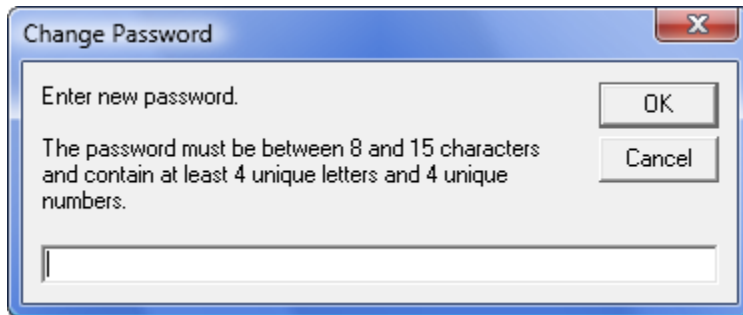 Change Password
Enter new password.
OK
The password must be between 8 and 15 characters
and contain at least 4 unique letters and 4 unique
numbers.
Cancel